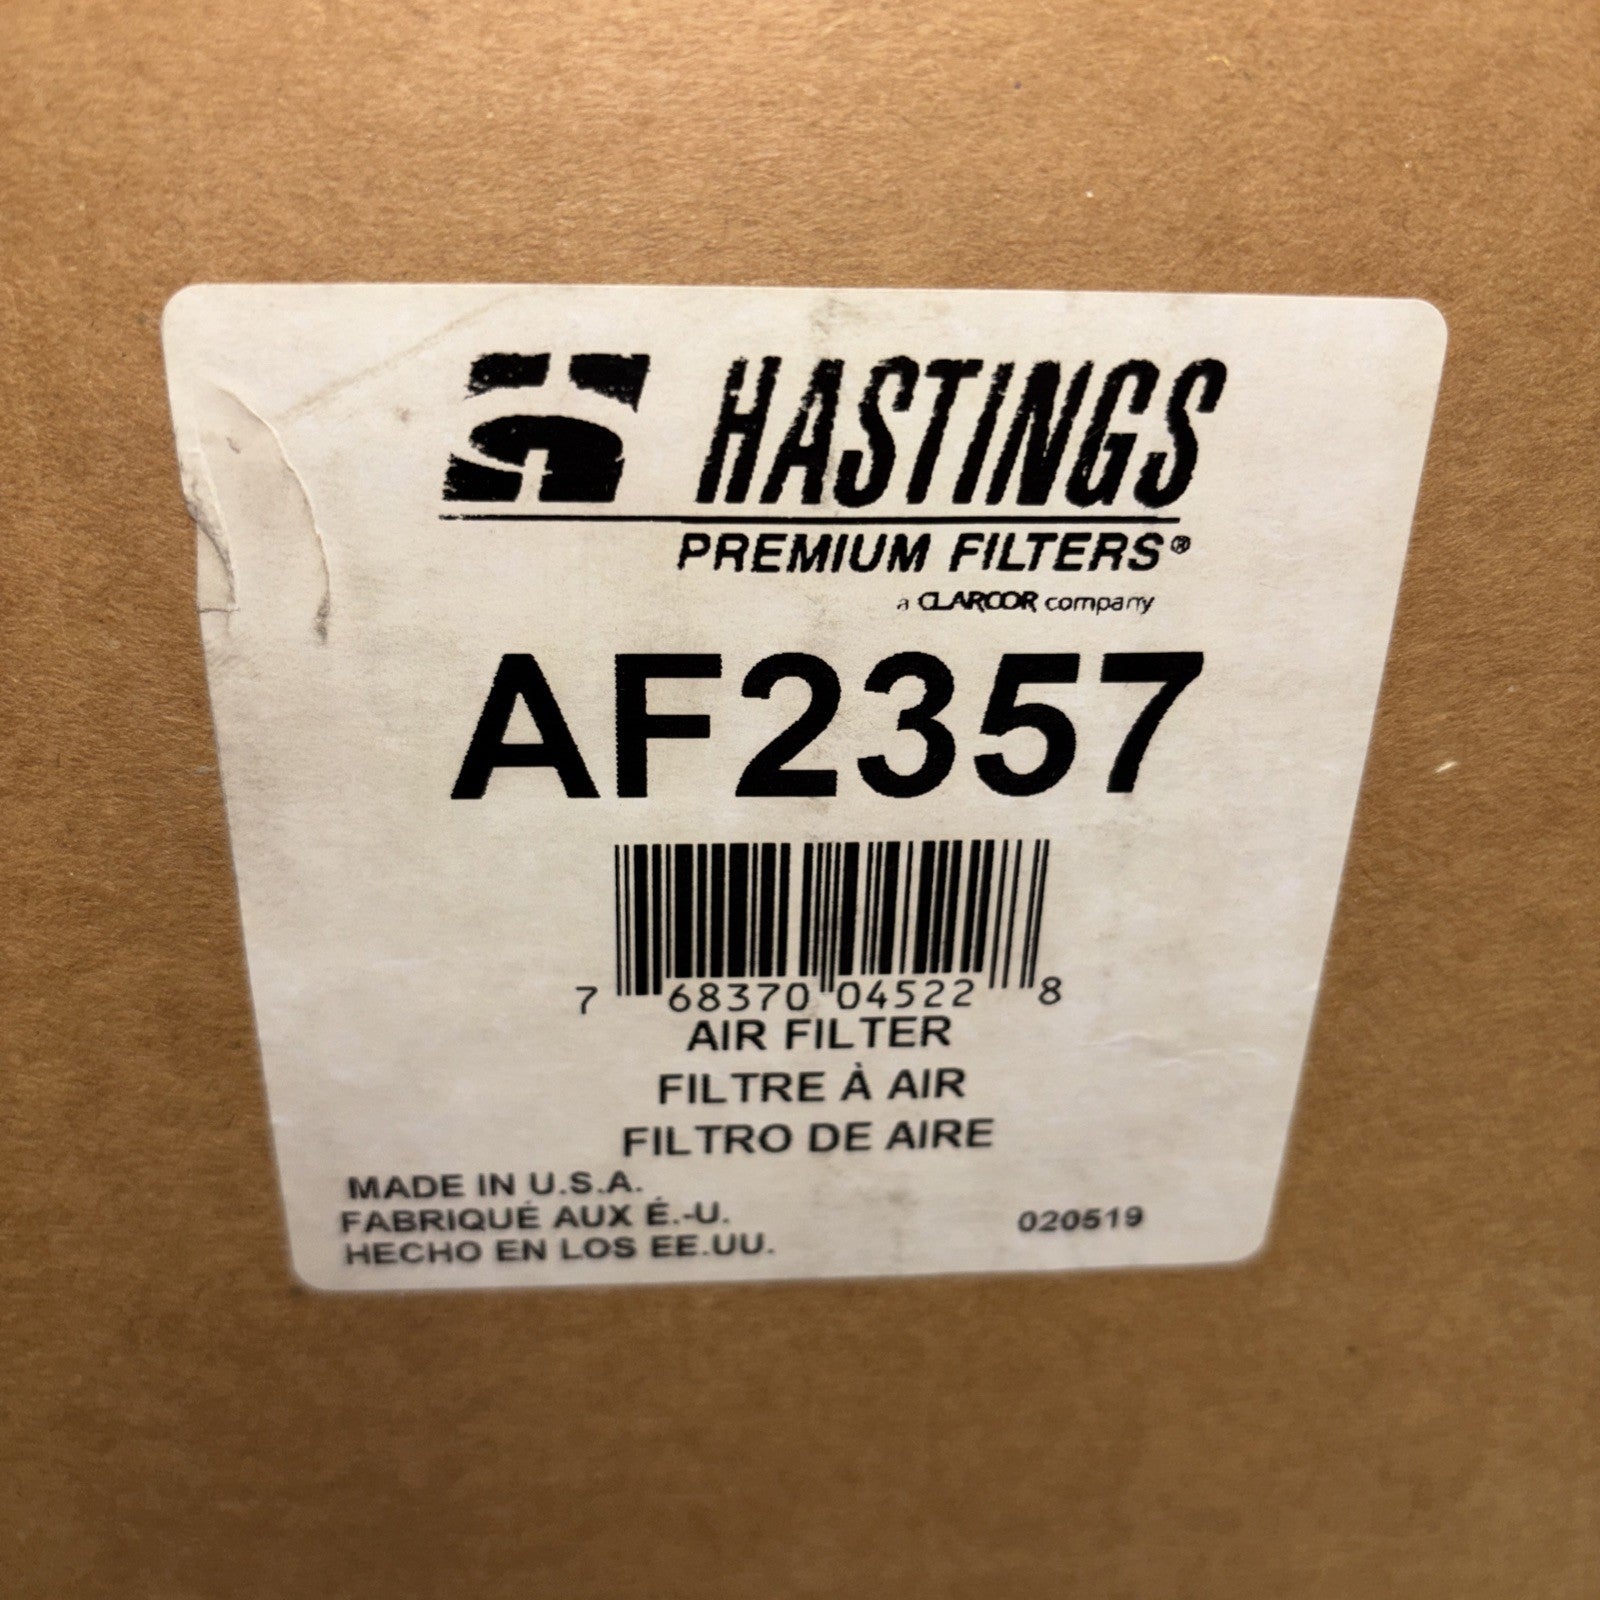 HASTINGS
PREMIUM FILTERS®
a CLARCOR company
AF2357
7 68370 04522 8
AIR FILTER
FILTRE À AIR
FILTRO DE AIRE
MADE IN U.S.A.
FABRIQUÉ AUX É.-U.
HECHO EN LOS EE.UU.
020519